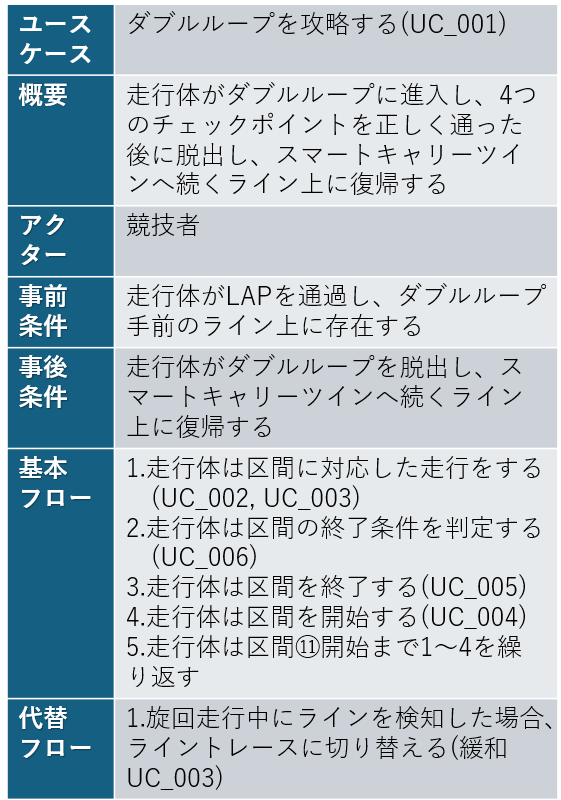 ユース
ケース
ダブルループを攻略する(UC_001)
概要
走行体がダブルループに進入し、4つ
のチェックポイントを正しく通った
後に脱出し、スマートキャリーツイ
ンへ続くライン上に復帰する
アク
ター
競技者
事前
条件
走行体がLAPを通過し、ダブルループ
手前のライン上に存在する
事後
条件
走行体がダブルループを脱出し、ス
マートキャリーツインへ続くライン
上に復帰する
基本
フロー
1.走行体は区間に対応した走行をする
(UC_002, UC_003)
2.走行体は区間の終了条件を判定する
(UC_006)
3.走行体は区間を終了する(UC_005)
4.走行体は区間を開始する(UC_004)
5.走行体は区間⑪開始まで1～4を繰
り返す
代替
フロー
1.旋回走行中にラインを検知した場合、
ライントレースに切り替える(緩和
UC_003)